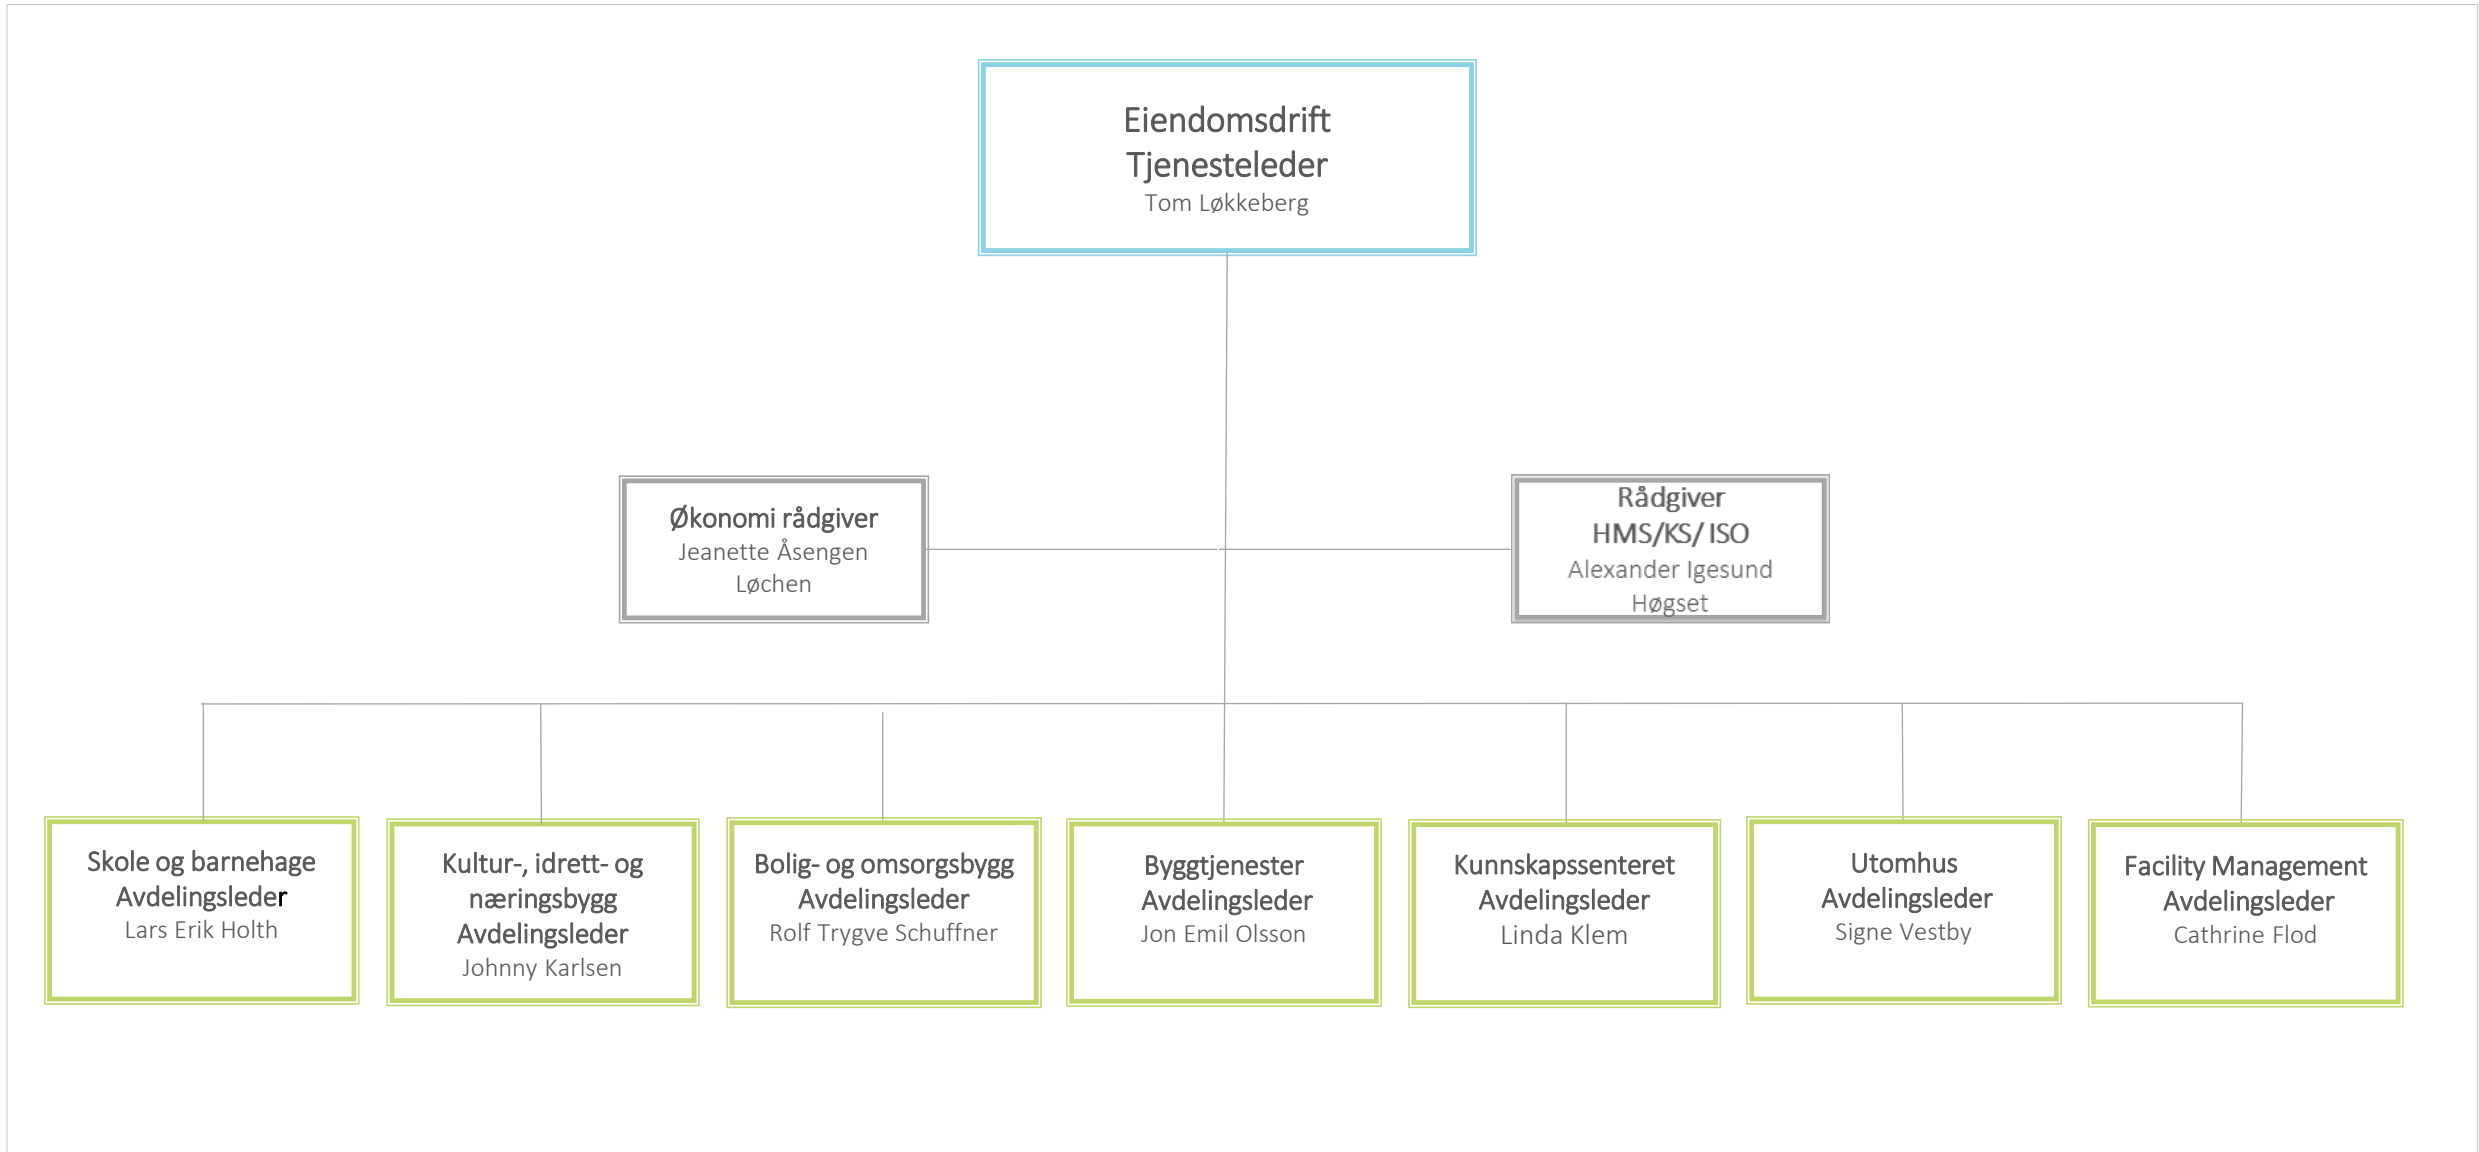 Eiendomsdrift
Tjenesteleder
Tom Løkkeberg
Økonomi rådgiver
Jeanette Åsengen
Løchen
Rådgiver
HMS/KS/ ISO
Alexander Igesund
Høgset
Skole og barnehage
Avdelingsleder
Lars Erik Holth
Kultur-, idrett- og
næringsbygg
Avdelingsleder
Johnny Karlsen
Bolig- og omsorgsbygg
Avdelingsleder
Rolf Trygve Schuffner
Byggtjenester
Avdelingsleder
Jon Emil Olsson
Kunnskapssenteret
Avdelingsleder
Linda Klem
Utomhus
Avdelingsleder
Signe Vestby
Facility Management
Avdelingsleder
Cathrine Flod